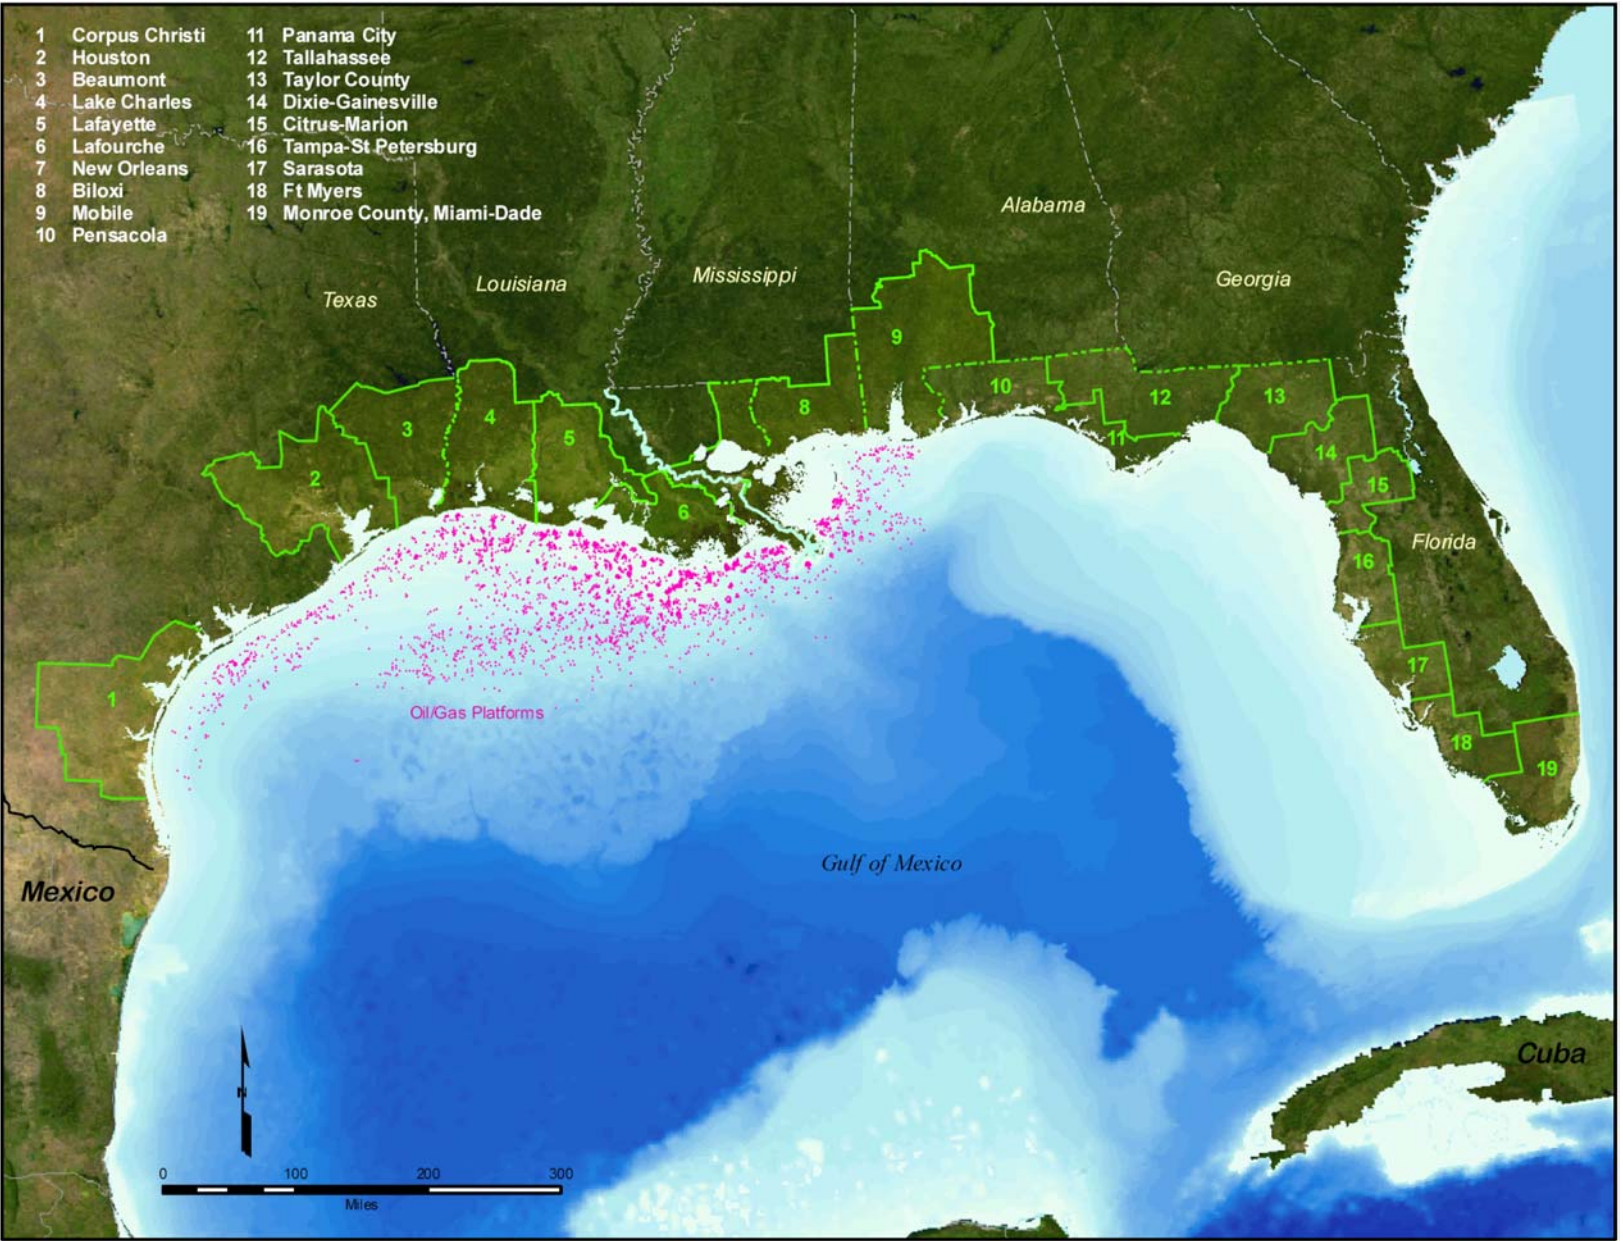 1 Corpus Christi
2 Houston
3 Beaumont
4 Lake Charles
5 Lafayette
6 Lafourche
7 New Orleans
8 Biloxi
9 Mobile
10 Pensacola
11 Panama City
12 Tallahassee
13 Taylor County
14 Dixie-Gainesville
15 Citrus-Marion
16 Tampa-St Petersburg
17 Sarasota
18 Ft Myers
19 Monroe County, Miami-Dade
Alabama
Mississippi
Georgia
Louisiana
Texas
9
10
12
13
8
4
3
5
11
14
2
15
6
Florida
16
17
1
Oil/Gas Platforms
18
19
Gulf of Mexico
Mexico
Cuba
N
0 100 200 300
Miles